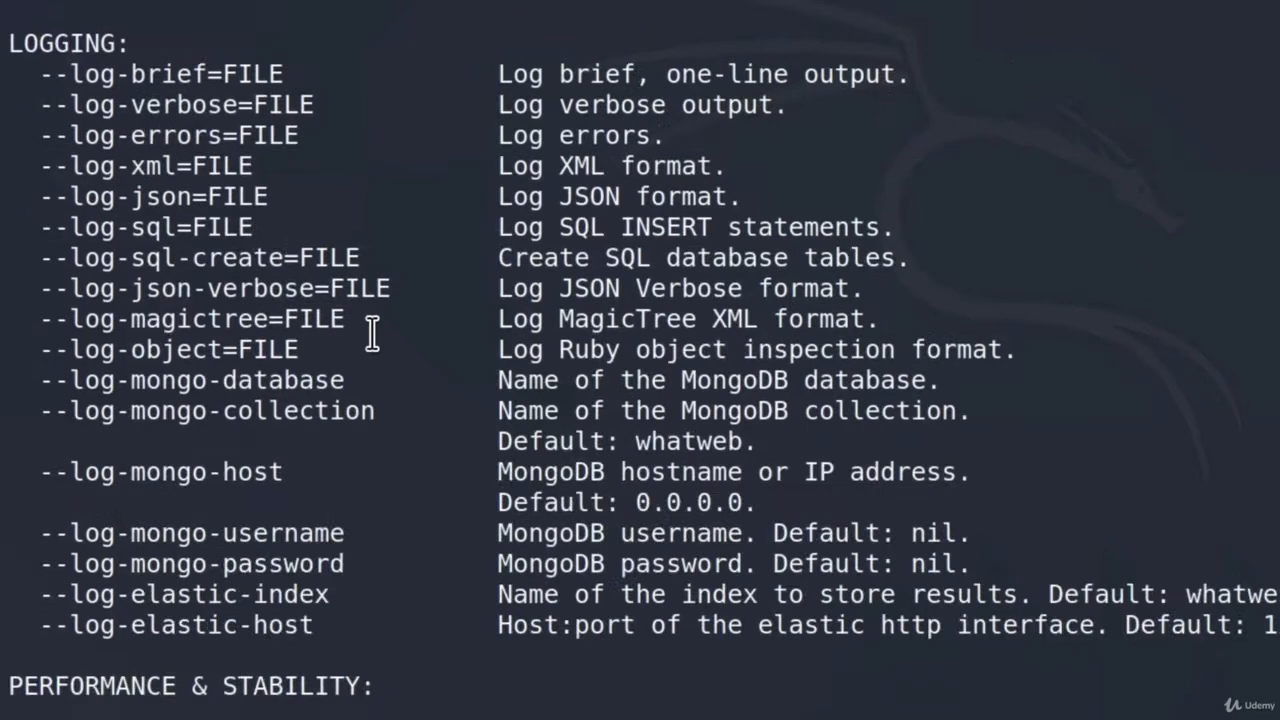 LOGGING:
--log-brief=FILE Log brief, one-line output.
--log-verbose=FILE Log verbose output.
--log-errors=FILE Log errors.
--log-xml=FILE Log XML format.
--log-json=FILE Log JSON format.
--log-sql=FILE Log SQL INSERT statements.
--log-sql-create=FILE Create SQL database tables.
--log-json-verbose=FILE Log JSON Verbose format.
--log-magictree=FILE Log MagicTree XML format.
--log-object=FILE Log Ruby object inspection format.
--log-mongo-database Name of the MongoDB database.
--log-mongo-collection Name of the MongoDB collection.
Default: whatweb.
--log-mongo-host MongoDB hostname or IP address.
Default: 0.0.0.0.
--log-mongo-username MongoDB username. Default: nil.
--log-mongo-password MongoDB password. Default: nil.
--log-elastic-index Name of the index to store results. Default: whatwe
--log-elastic-host Host:port of the elastic http interface. Default: 1
PERFORMANCE & STABILITY:
Udemy